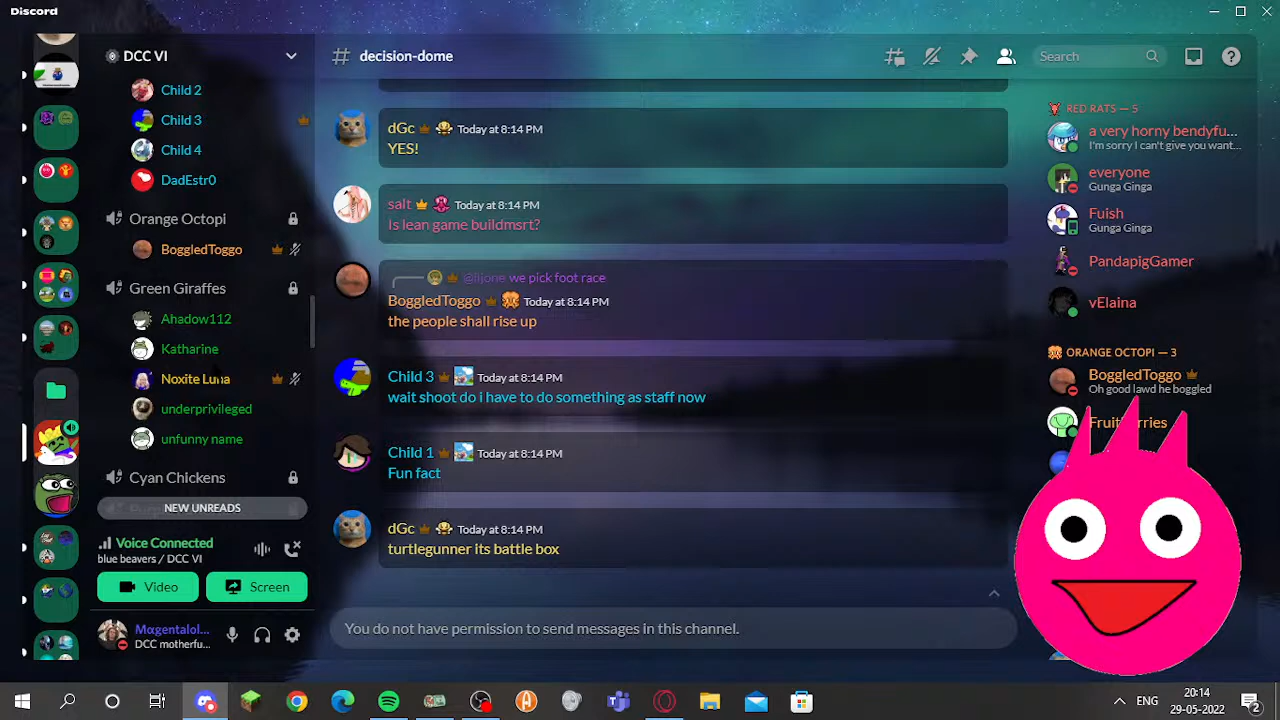 Discord
DCC VI
Child 2
Child 3
Child 4
DadEstr0
Orange Octopi
BoggledToggo
Green Giraffes
Ahadow112
Katharine
Noxite Luna
underprivileged
unfunny name
Cyan Chickens
NEW UNREADS
Voice Connected
blue beavers / DCC VI
Video
Screen
Mαgentalol...
DCC motherfu...
# decision-dome
Search
dGc Today at 8:14 PM
YES!
salt Today at 8:14 PM
Is lean game buildmsrt?
we pick foot race
BoggledToggo Today at 8:14 PM
the people shall rise up
Child 3 Today at 8:14 PM
wait shoot do i have to do something as staff now
Child 1 Today at 8:14 PM
Fun fact
dGc Today at 8:14 PM
turtlegunner its battle box
You do not have permission to send messages in this channel.
RED RATS — 5
a very horny bendyfu...
I'm sorry I can't give you want...
everyone
Gunga Ginga
Fuish
Gunga Ginga
PandapigGamer
vElaina
ORANGE OCTOPI — 3
BoggledToggo
Oh good lawd he boggled
ENG
20:14
29-05-2022
2